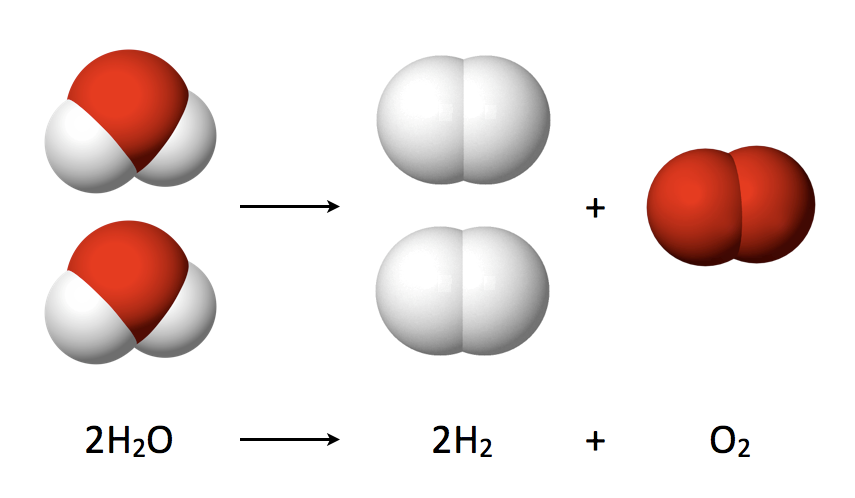 +
2H₂O ⟶ 2H₂ + O₂